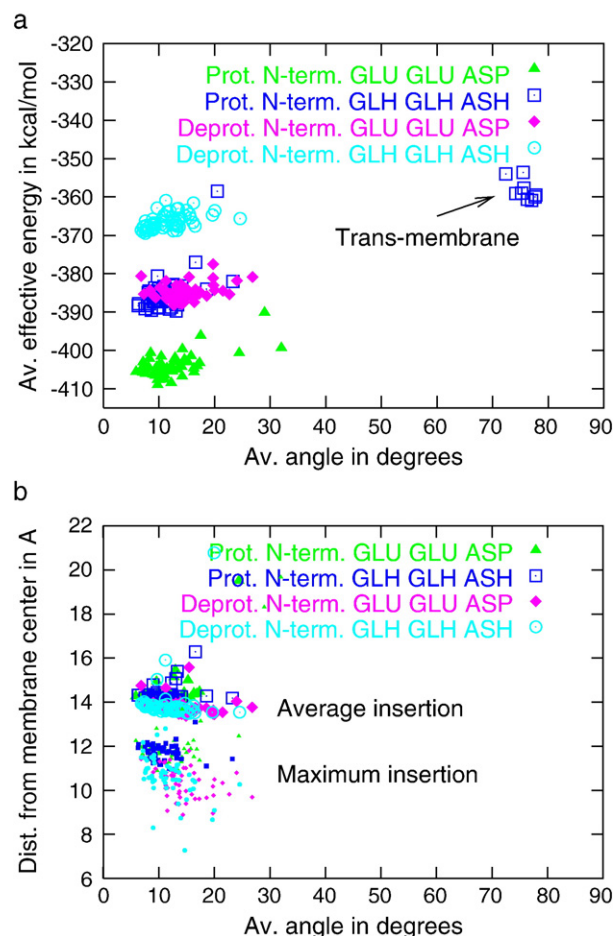 a
-320
-330
-340
-350
-360
-370
-380
-390
-400
-410
Av. effective energy in kcal/mol
Prot. N-term. GLU GLU ASP
Prot. N-term. GLH GLH ASH
Deprot. N-term. GLU GLU ASP
Deprot. N-term. GLH GLH ASH
Trans-membrane
0 10 20 30 40 50 60 70 80 90
Av. angle in degrees
b
22
20
18
16
14
12
10
8
6
Dist. from membrane center in A
Prot. N-term. GLU GLU ASP
Prot. N-term. GLH GLH ASH
Deprot. N-term. GLU GLU ASP
Deprot. N-term. GLH GLH ASH
Average insertion
Maximum insertion
0 10 20 30 40 50 60 70 80 90
Av. angle in degrees